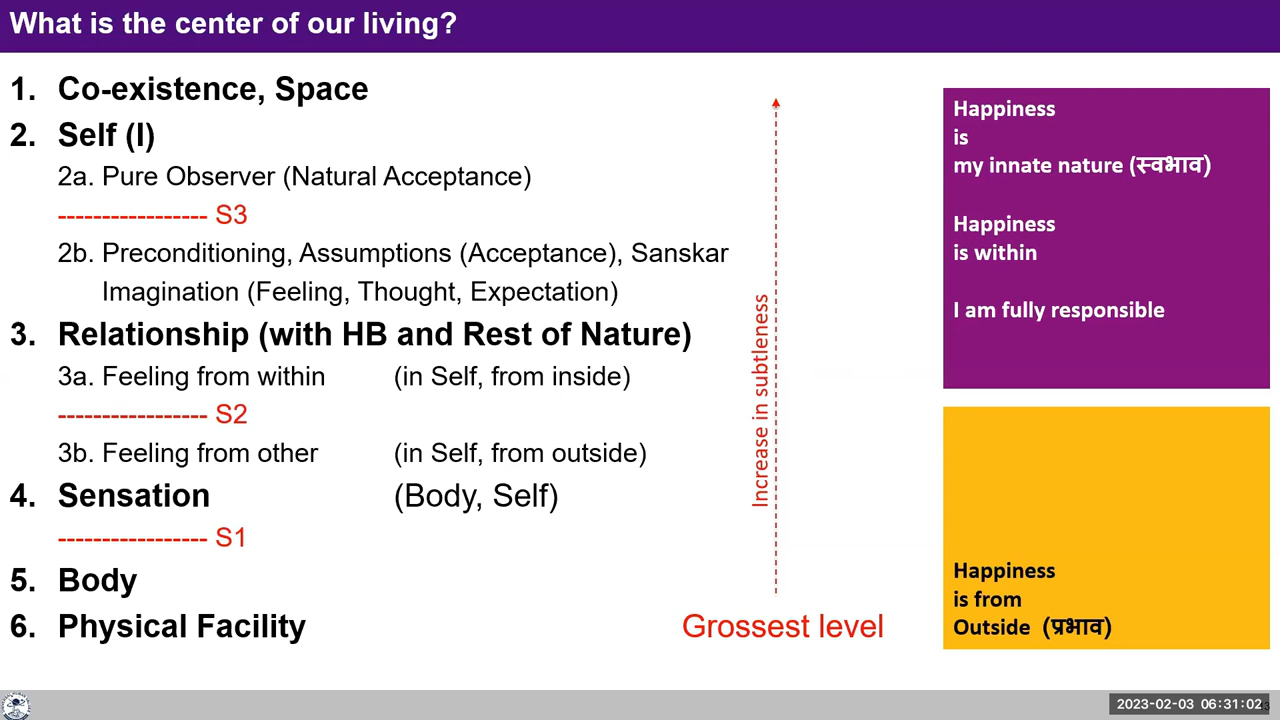 What is the center of our living?
1. Co-existence, Space
2. Self (I)
2a. Pure Observer (Natural Acceptance)
----------------- S3
2b. Preconditioning, Assumptions (Acceptance), Sanskar
Imagination (Feeling, Thought, Expectation)
3. Relationship (with HB and Rest of Nature)
3a. Feeling from within (in Self, from inside)
----------------- S2
3b. Feeling from other (in Self, from outside)
4. Sensation (Body, Self)
----------------- S1
5. Body
6. Physical Facility
Increase in subtleness
Grossest level
Happiness
is
my innate nature (स्वभाव)
Happiness
is within
I am fully responsible
Happiness
is from
Outside (प्रभाव)
2023-02-03 06:31:02